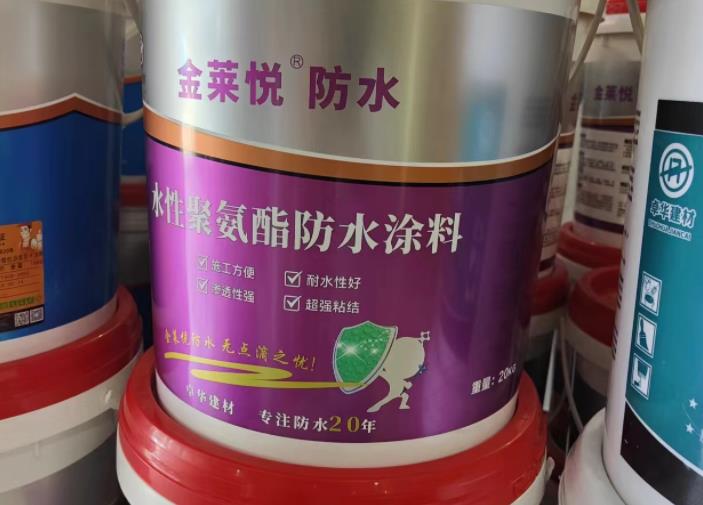 金莱悦®防水
水性聚氨酯防水涂料
施工方便
耐水性好
渗透性强
超强粘结
金莱悦防水 无点滴之忧!
卓华建材
专注防水20年
重量：20KG
金莱悦
卓华建材